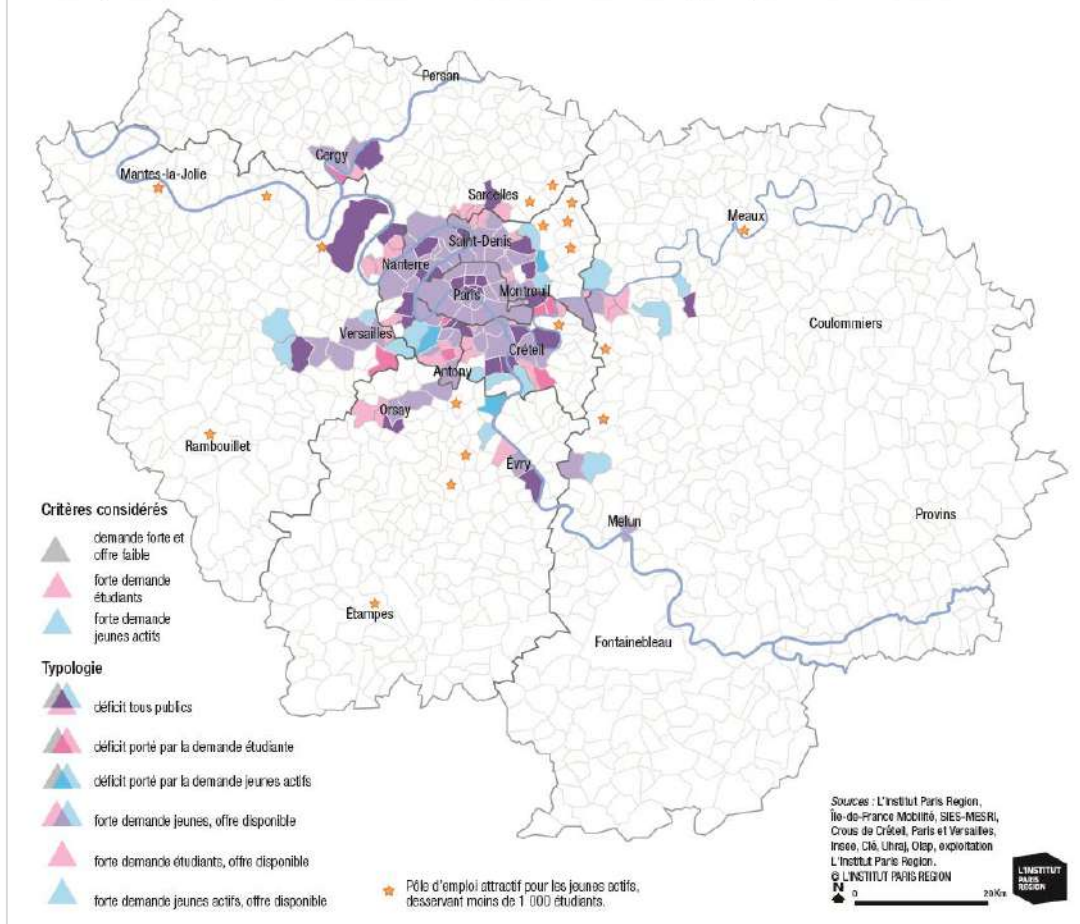 Persan
Cergy
Mantes-la-Jolie
Sarcelles
Meaux
Saint-Denis
Nanterre
Paris
Montreuil
Coulommiers
Versailles
Créteil
Antony
Orsay
Rambouillet
Évry
Melun
Provins
Étampes
Fontainebleau
Critères considérés
demande forte et
offre faible
forte demande
étudiants
forte demande
jeunes actifs
Typologie
déficit tous publics
déficit porté par la demande étudiante
déficit porté par la demande jeunes actifs
forte demande jeunes, offre disponible
forte demande étudiants, offre disponible
forte demande jeunes actifs, offre disponible
Pôle d'emploi attractif pour les jeunes actifs,
desservant moins de 1 000 étudiants.
Sources : L'Institut Paris Region,
Île-de-France Mobilité, SIES-MESRI,
Crous de Créteil, Paris et Versailles,
Insee, Clé, Uhraj, Olap, exploitation
L'Institut Paris Region.
© L'INSTITUT PARIS REGION
N
0 20 Km
L'INSTITUT
PARIS
REGION